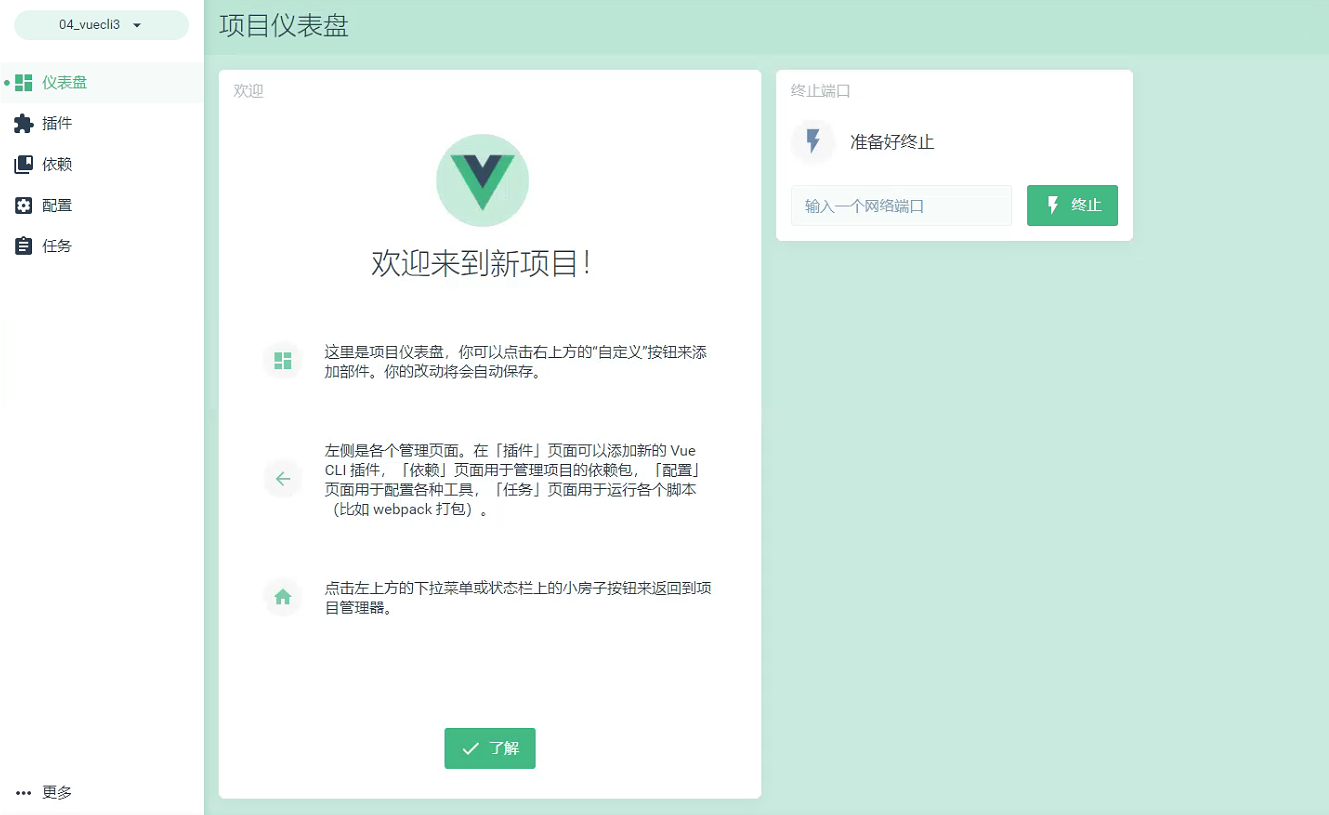 04_vuecli3
仪表盘
插件
依赖
配置
任务
更多
项目仪表盘
欢迎
欢迎来到新项目！
这里是项目仪表盘，你可以点击右上方的“自定义”按钮来添
加部件。你的改动将会自动保存。
左侧是各个管理页面。在「插件」页面可以添加新的 Vue
CLI 插件，「依赖」页面用于管理项目的依赖包，「配置」
页面用于配置各种工具，「任务」页面用于运行各个脚本
（比如 webpack 打包）。
点击左上方的下拉菜单或状态栏上的小房子按钮来返回到项
目管理器。
了解
终止端口
准备好终止
输入一个网络端口
终止